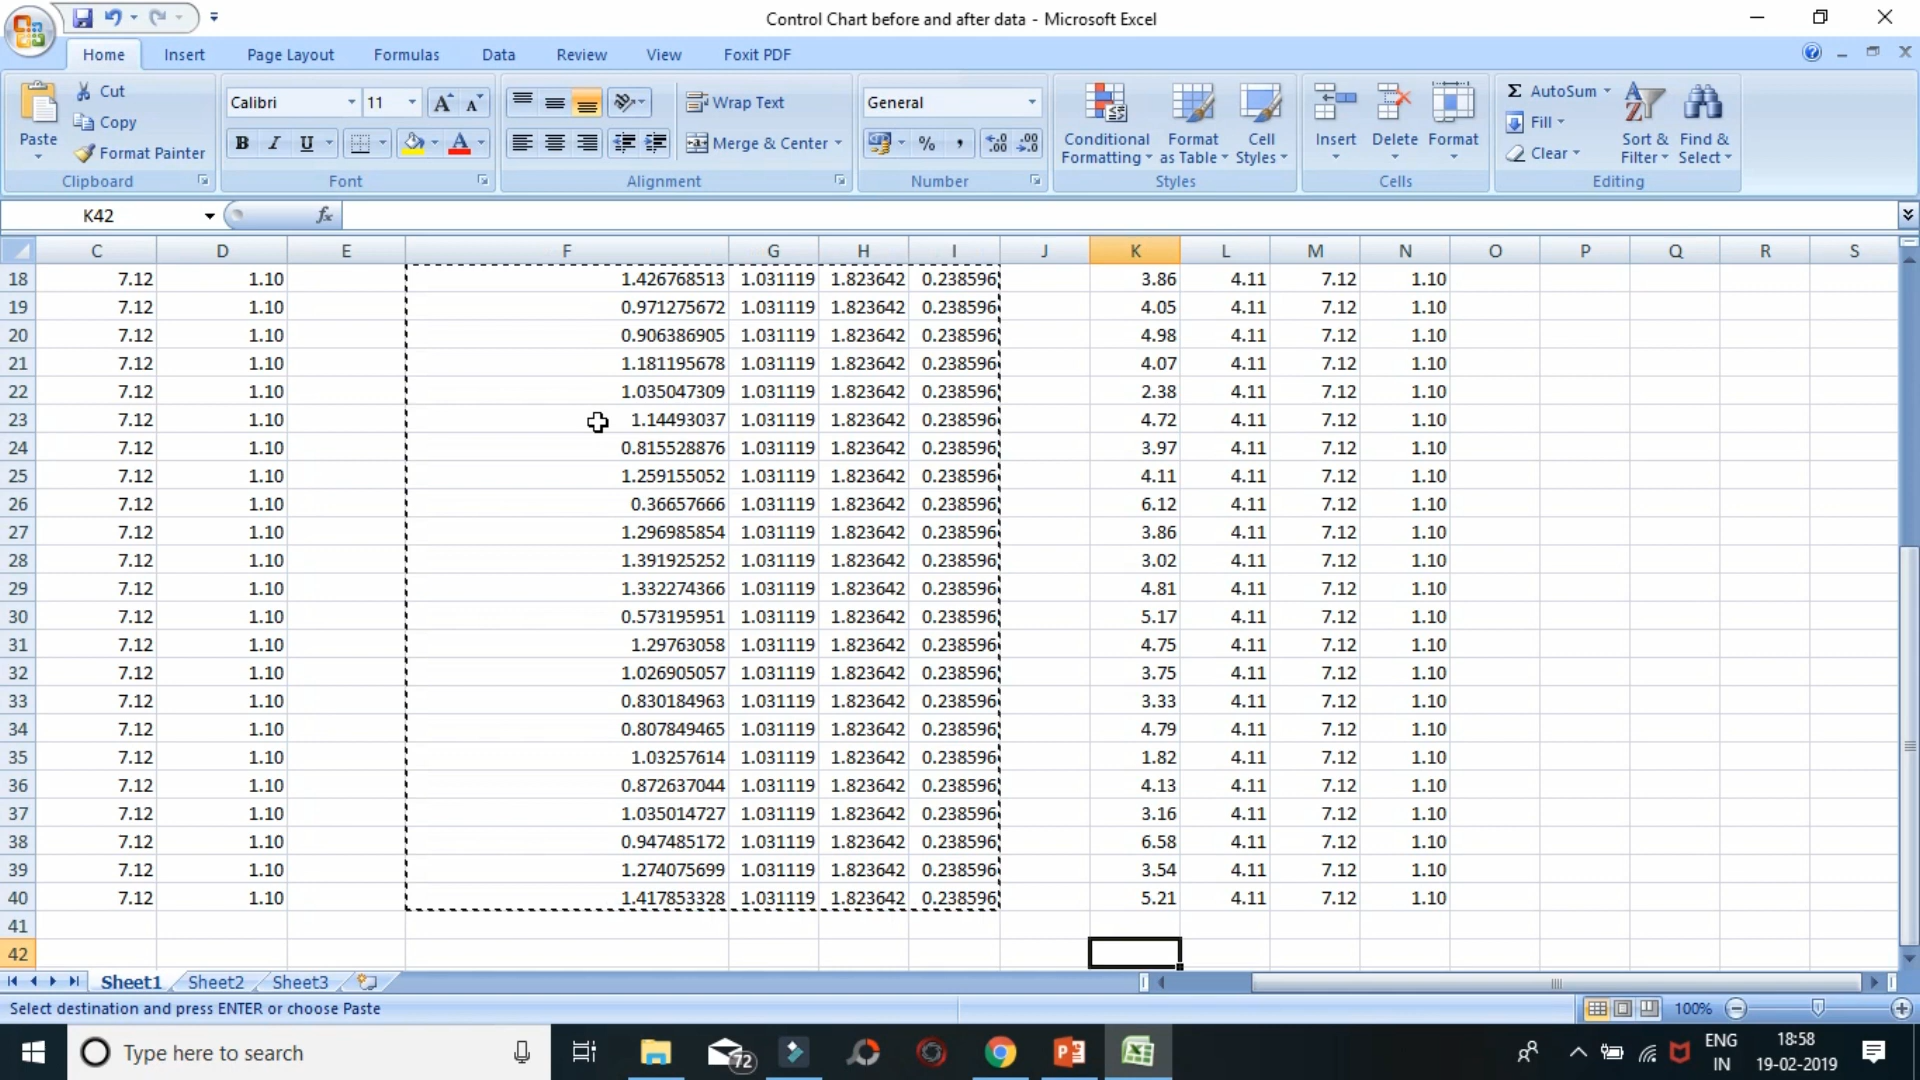 Control Chart before and after data - Microsoft Excel
Home Insert Page Layout Formulas Data Review View Foxit PDF
Paste Cut Copy Format Painter Clipboard
Calibri 11 A A B I U A Font
Wrap Text Merge & Center Alignment
General % , .0 .00 .00 .0 Number
Conditional Formatting Format as Table Cell Styles Styles
Insert Delete Format Cells
Σ AutoSum Fill Clear Sort & Filter Find & Select Editing
K42 fx
C D E F G H I J K L M N O P Q R S
18 7.12 1.10 1.426768513 1.031119 1.823642 0.238596 3.86 4.11 7.12 1.10
19 7.12 1.10 0.971275672 1.031119 1.823642 0.238596 4.05 4.11 7.12 1.10
20 7.12 1.10 0.906386905 1.031119 1.823642 0.238596 4.98 4.11 7.12 1.10
21 7.12 1.10 1.181195678 1.031119 1.823642 0.238596 4.07 4.11 7.12 1.10
22 7.12 1.10 1.035047309 1.031119 1.823642 0.238596 2.38 4.11 7.12 1.10
23 7.12 1.10 1.14493037 1.031119 1.823642 0.238596 4.72 4.11 7.12 1.10
24 7.12 1.10 0.815528876 1.031119 1.823642 0.238596 3.97 4.11 7.12 1.10
25 7.12 1.10 1.259155052 1.031119 1.823642 0.238596 4.11 4.11 7.12 1.10
26 7.12 1.10 0.36657666 1.031119 1.823642 0.238596 6.12 4.11 7.12 1.10
27 7.12 1.10 1.296985854 1.031119 1.823642 0.238596 3.86 4.11 7.12 1.10
28 7.12 1.10 1.391925252 1.031119 1.823642 0.238596 3.02 4.11 7.12 1.10
29 7.12 1.10 1.332274366 1.031119 1.823642 0.238596 4.81 4.11 7.12 1.10
30 7.12 1.10 0.573195951 1.031119 1.823642 0.238596 5.17 4.11 7.12 1.10
31 7.12 1.10 1.29763058 1.031119 1.823642 0.238596 4.75 4.11 7.12 1.10
32 7.12 1.10 1.026905057 1.031119 1.823642 0.238596 3.75 4.11 7.12 1.10
33 7.12 1.10 0.830184963 1.031119 1.823642 0.238596 3.33 4.11 7.12 1.10
34 7.12 1.10 0.807849465 1.031119 1.823642 0.238596 4.79 4.11 7.12 1.10
35 7.12 1.10 1.03257614 1.031119 1.823642 0.238596 1.82 4.11 7.12 1.10
36 7.12 1.10 0.872637044 1.031119 1.823642 0.238596 4.13 4.11 7.12 1.10
37 7.12 1.10 1.035014727 1.031119 1.823642 0.238596 3.16 4.11 7.12 1.10
38 7.12 1.10 0.947485172 1.031119 1.823642 0.238596 6.58 4.11 7.12 1.10
39 7.12 1.10 1.274075699 1.031119 1.823642 0.238596 3.54 4.11 7.12 1.10
40 7.12 1.10 1.417853328 1.031119 1.823642 0.238596 5.21 4.11 7.12 1.10
41
42
Sheet1 Sheet2 Sheet3
Select destination and press ENTER or choose Paste 100%
Type here to search 72 ENG 18:58
IN 19-02-2019